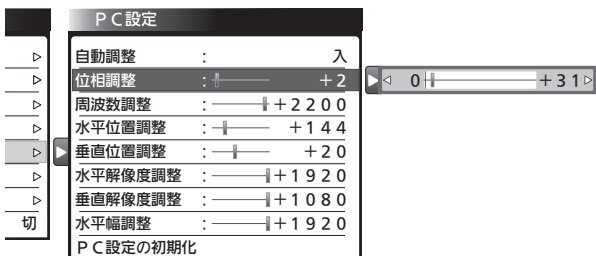 ＰＣ設定
自動調整 : 入
位相調整 : +2
周波数調整 : +2200
水平位置調整 : +144
垂直位置調整 : +20
水平解像度調整 : +1920
垂直解像度調整 : +1080
水平幅調整 : +1920
ＰＣ設定の初期化
切
0 +31